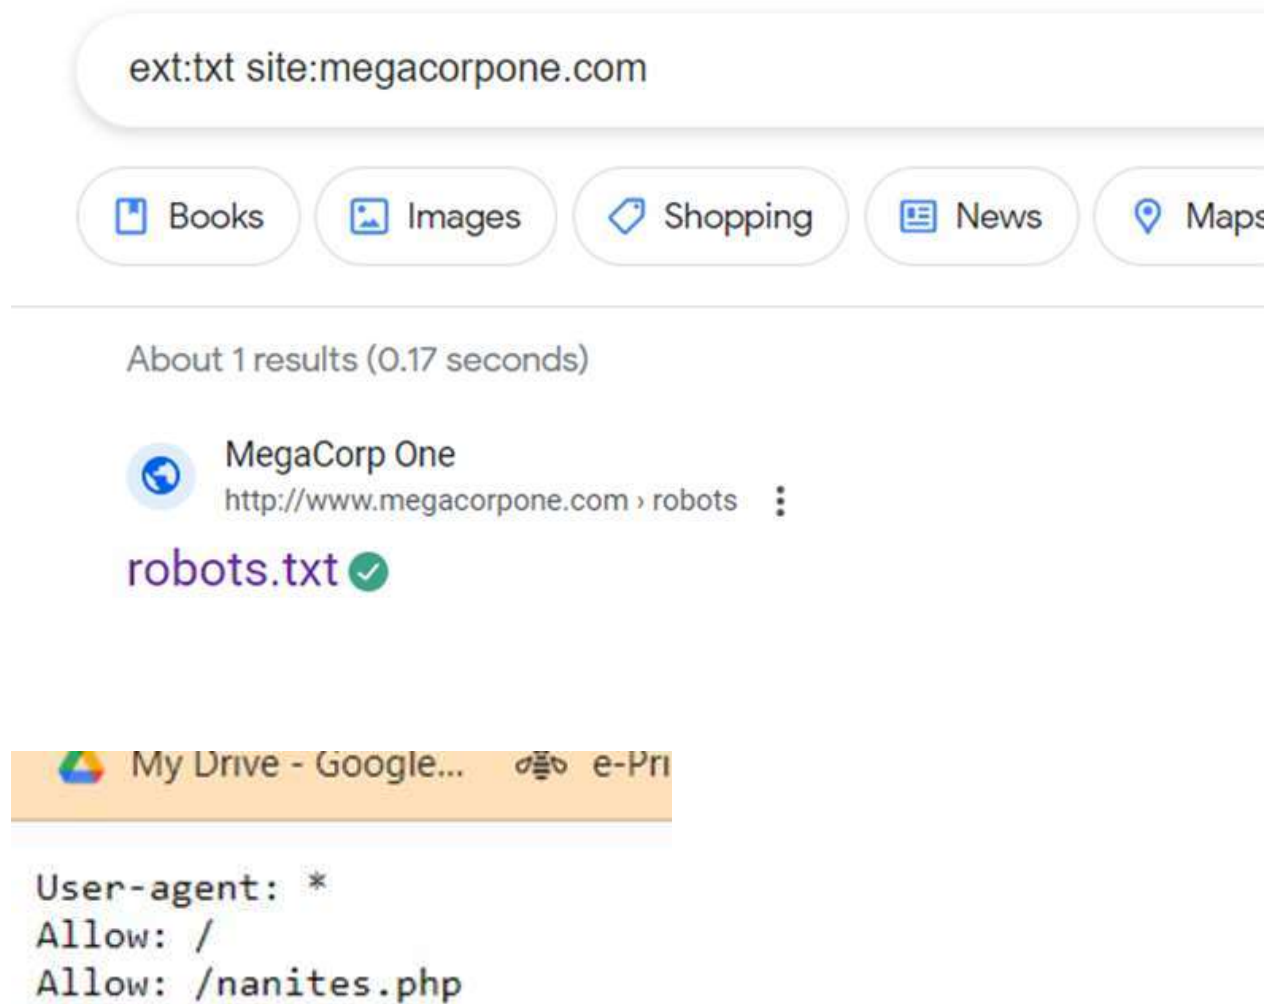 ext:txt site:megacorpone.com
Books Images Shopping News Maps
About 1 results (0.17 seconds)
MegaCorp One
http://www.megacorpone.com › robots
robots.txt
My Drive - Google... e-Pri
User-agent: *
Allow: /
Allow: /nanites.php